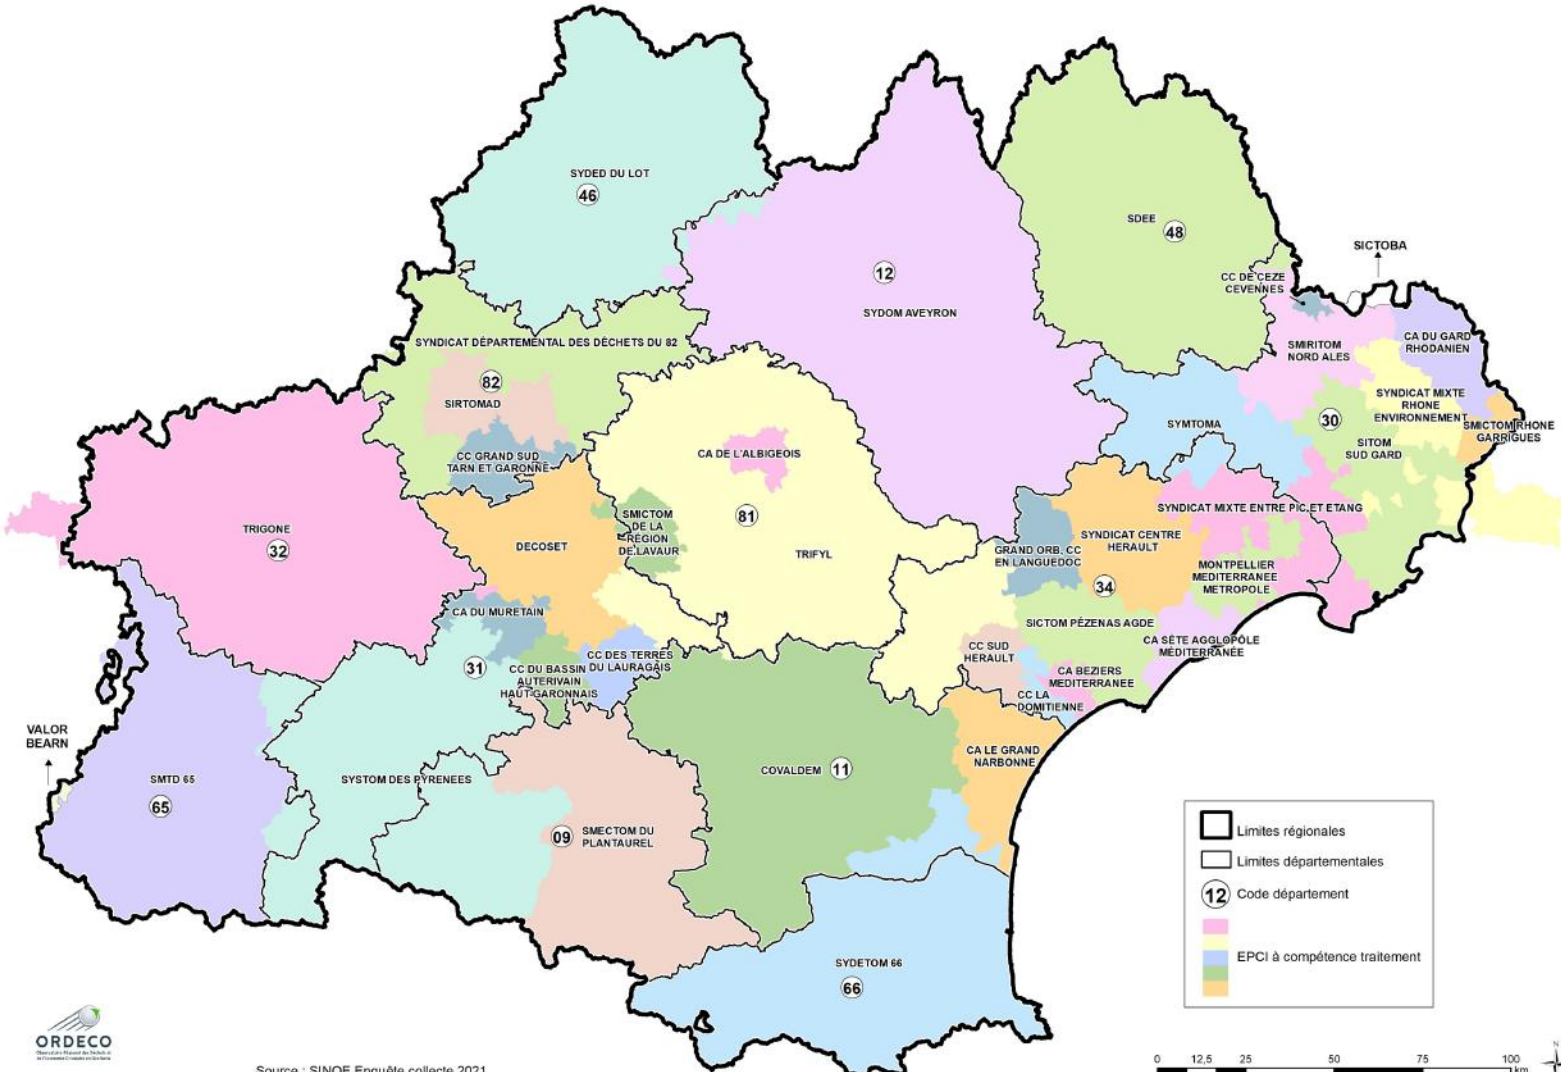 SYDED DU LOT
46
SDEE
48
SICTOBA
12
CC DE CEZE
CEVENNES
SYDOM AVEYRON
SYNDICAT DÉPARTEMENTAL DES DÉCHETS DU 82
SMIRITOM
NORD ALES
CA DU GARD
RHODANIEN
82
SIRTOMAD
SYNDICAT MIXTE
RHONE
ENVIRONNEMENT
30
SYMTOMA
SMICTOM RHONE
GARRIGUES
SITOM
SUD GARD
CA DE L'ALBIGEOIS
CC GRAND SUD
TARN ET GARONNE
SYNDICAT MIXTE ENTRE PIC ET ETANG
81
SMICTOM
DE LA
RÉGION
DE LAVAUR
TRIGONE
32
DECOSET
TRIFYL
GRAND ORB, CC
EN LANGUEDOC
SYNDICAT CENTRE
HERAULT
MONTPELLIER
MEDITERRANEE
METROPOLE
34
CA DU MURETAIN
SICTOM PÉZENAS AGDE
CA SÈTE AGGLOPÔLE
MÉDITERRANÉE
31
CC DU BASSIN
AUTERIVAIN
HAUT-GARONNAIS
CC DES TERRES
DU LAURAGAIS
CC SUD
HERAULT
CA BEZIERS
MEDITERRANEE
CC LA
DOMITIENNE
VALOR
BEARN
SMTD 65
65
SYSTOM DES PYRENEES
COVALDEM
11
CA LE GRAND
NARBONNE
09
SMECTOM DU
PLANTAUREL
SYDETOM 66
66
Limites régionales
Limites départementales
12
Code département
EPCI à compétence traitement
ORDECO
Source : SINOE Enquête collecte 2021
0 12,5 25 50 75 100
km
N